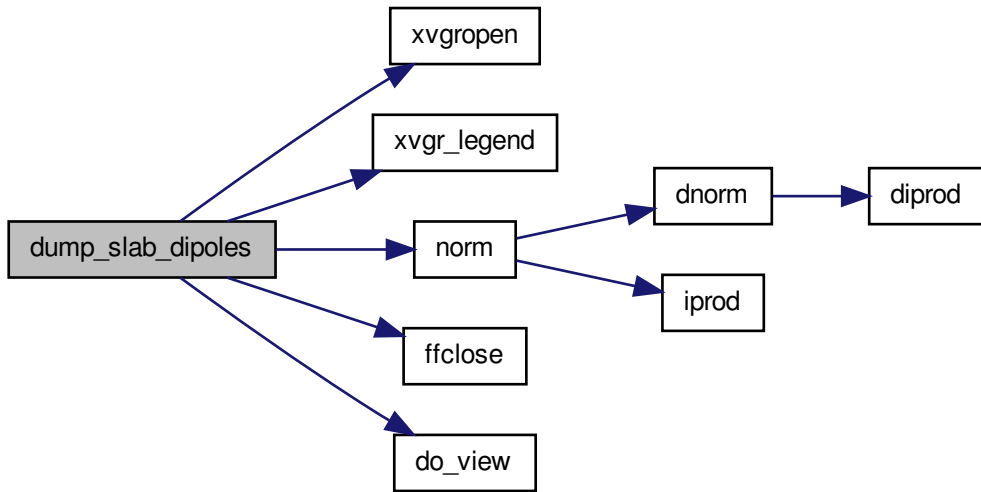 xvgropen
xvgr_legend
dnorm
diprod
dump_slab_dipoles
norm
iprod
ffclose
do_view